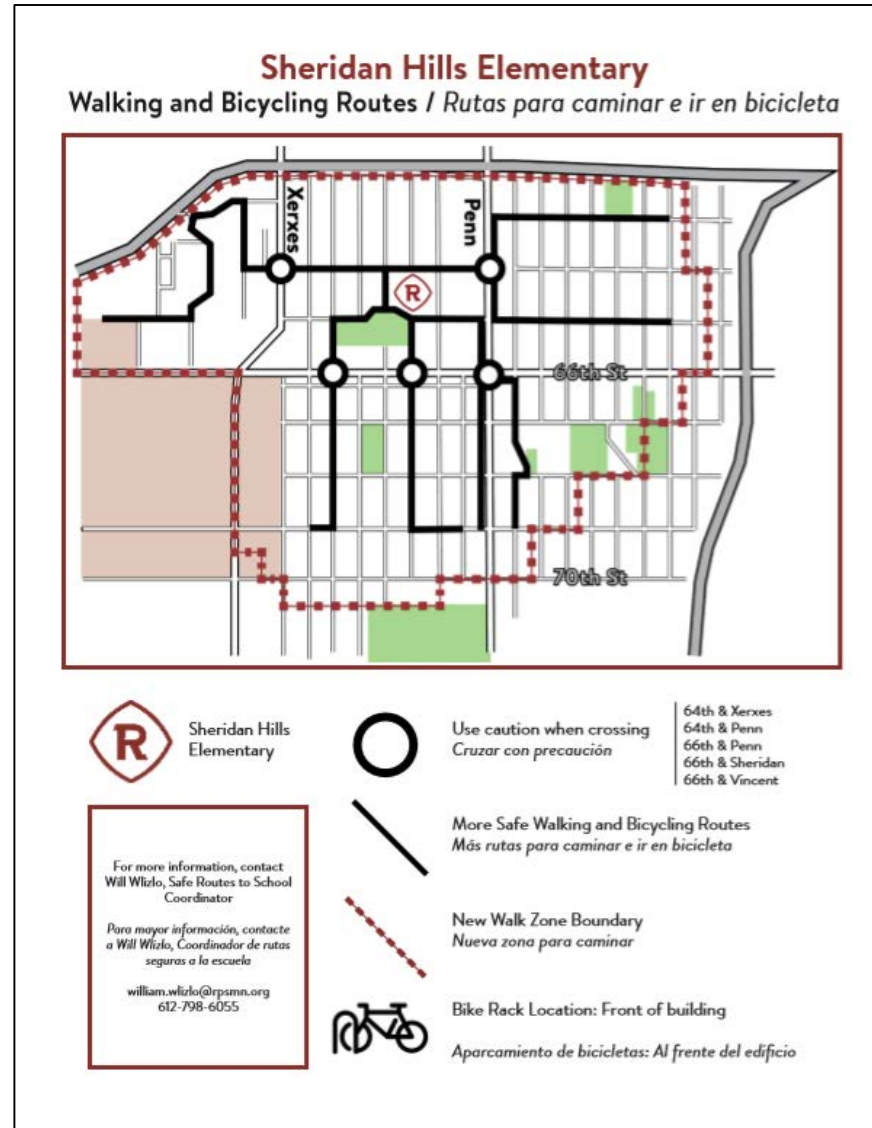 Sheridan Hills Elementary
Walking and Bicycling Routes / Rutas para caminar e ir en bicicleta
Xerxes
Penn
R
66th St
70th St
R
Sheridan Hills
Elementary
Use caution when crossing
Cruzar con precaución
64th & Xerxes
64th & Penn
66th & Penn
66th & Sheridan
66th & Vincent
More Safe Walking and Bicycling Routes
Más rutas para caminar e ir en bicicleta
For more information, contact
Will Wlizlo, Safe Routes to School
Coordinator
Para mayor información, contacte
a Will Wlizlo, Coordinador de rutas
seguras a la escuela
william.wlizlo@rpsmn.org
612-798-6055
New Walk Zone Boundary
Nueva zona para caminar
Bike Rack Location: Front of building
Aparcamiento de bicicletas: Al frente del edificio